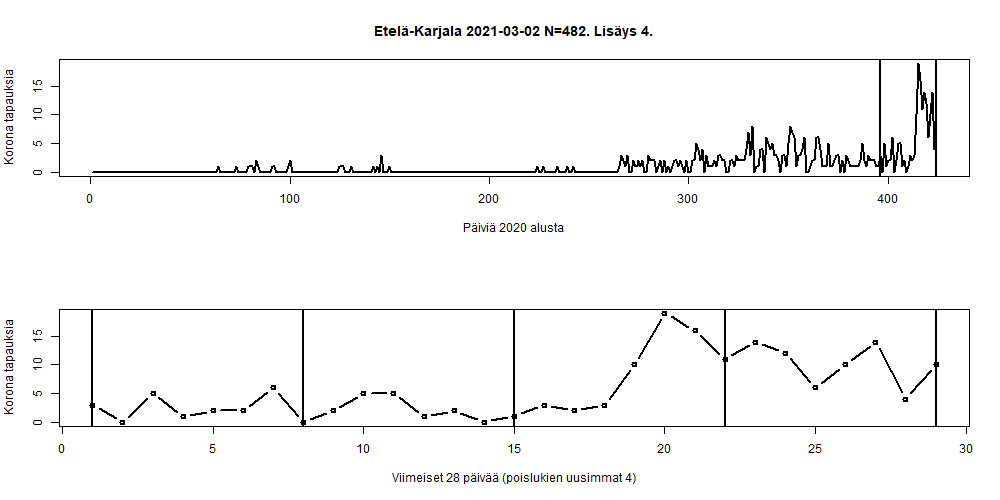 Etelä-Karjala 2021-03-02 N=482. Lisäys 4.
Korona tapauksia
15
10
5
0
0 100 200 300 400
Päiviä 2020 alusta
Korona tapauksia
15
10
5
0
0 5 10 15 20 25 30
Viimeiset 28 päivää (poislukien uusimmat 4)